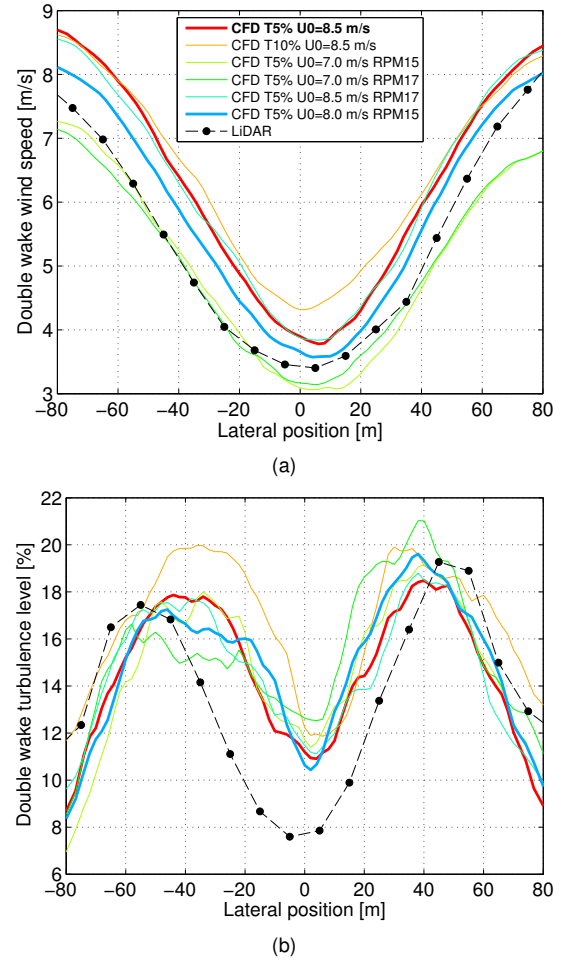 9
8
7
6
5
4
3
Double wake wind speed [m/s]
CFD T5% U0=8.5 m/s
CFD T10% U0=8.5 m/s
CFD T5% U0=7.0 m/s RPM15
CFD T5% U0=7.0 m/s RPM17
CFD T5% U0=8.5 m/s RPM17
CFD T5% U0=8.0 m/s RPM15
LiDAR
−80 −60 −40 −20 0 20 40 60 80
Lateral position [m]
(a)
22
20
18
16
14
12
10
8
6
Double wake turbulence level [%]
−80 −60 −40 −20 0 20 40 60 80
Lateral position [m]
(b)